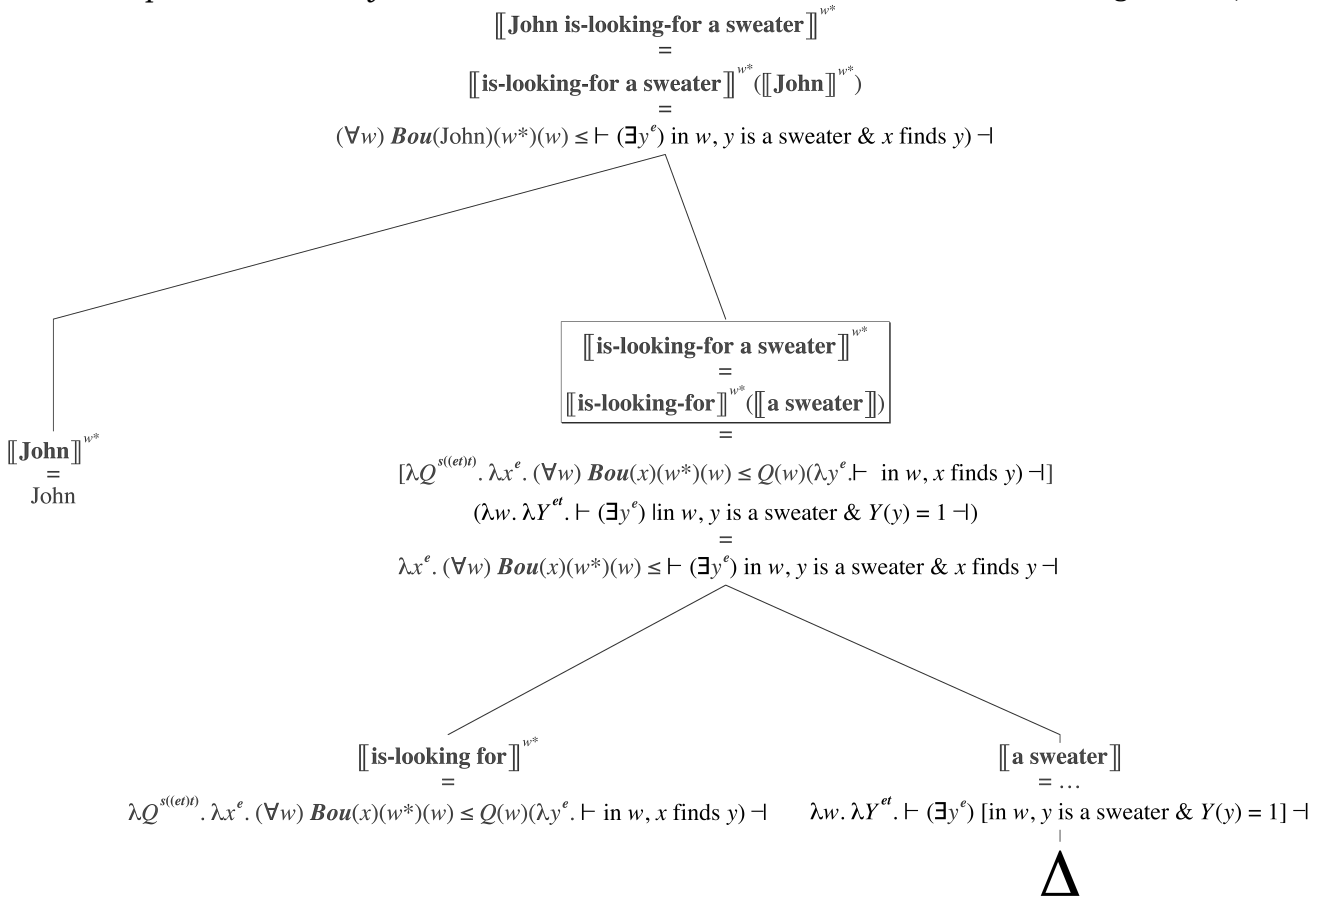 ⟦John is-looking-for a sweater⟧^w*
=
⟦is-looking-for a sweater⟧^w*(⟦John⟧^w*)
=
(∀w) Bou(John)(w*)(w) ≤ ⊢ (∃y^e) in w, y is a sweater & x finds y) ⊣
⟦is-looking-for a sweater⟧^w*
=
⟦is-looking-for⟧^w*(⟦a sweater⟧)
=
⟦John⟧^w*
=
John
[λQ^s((et)t). λx^e. (∀w) Bou(x)(w*)(w) ≤ Q(w)(λy^e.⊢ in w, x finds y) ⊣]
(λw. λY^et. ⊢ (∃y^e) |in w, y is a sweater & Y(y) = 1 ⊣)
=
λx^e. (∀w) Bou(x)(w*)(w) ≤ ⊢ (∃y^e) in w, y is a sweater & x finds y ⊣
⟦is-looking for⟧^w*
=
λQ^s((et)t). λx^e. (∀w) Bou(x)(w*)(w) ≤ Q(w)(λy^e. ⊢ in w, x finds y) ⊣
⟦a sweater⟧
= …
λw. λY^et. ⊢ (∃y^e) [in w, y is a sweater & Y(y) = 1] ⊣
Δ